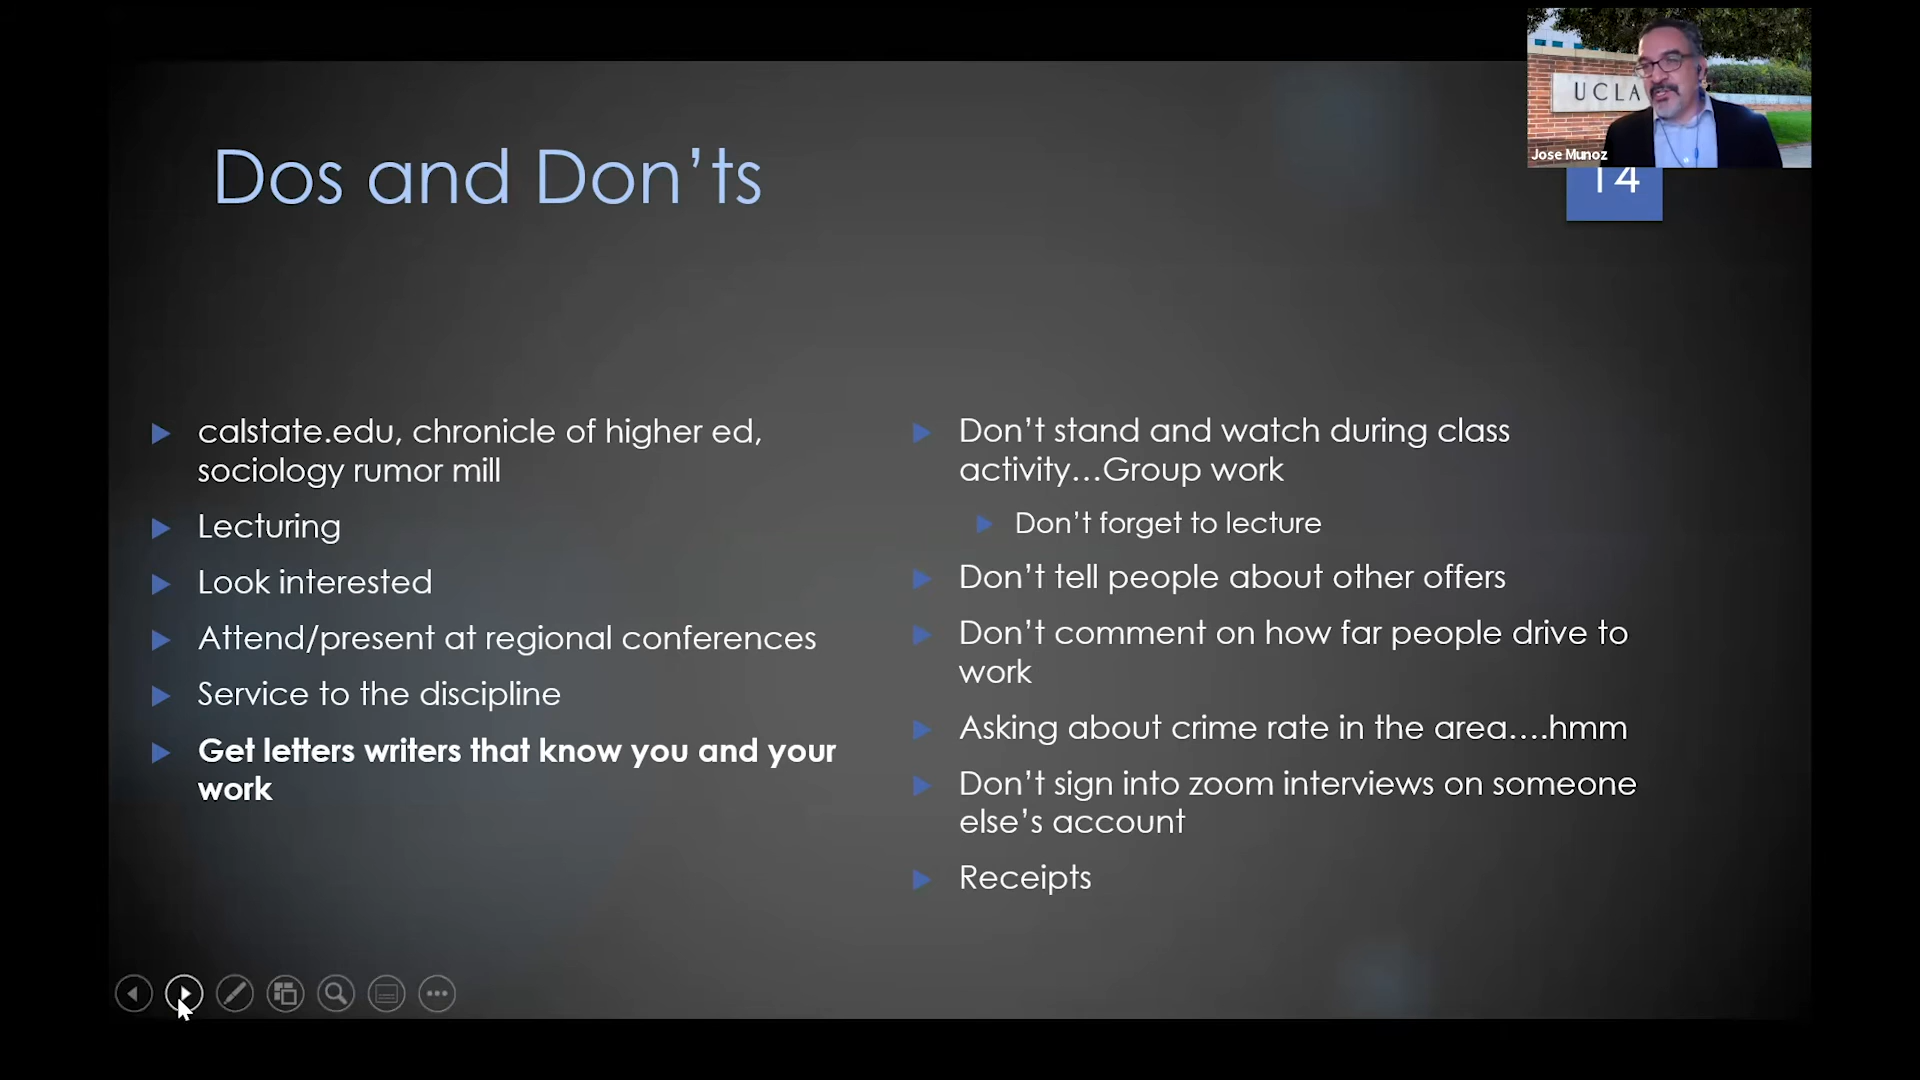 UCLA
Jose Munoz
14
Dos and Don’ts
calstate.edu, chronicle of higher ed,
sociology rumor mill
Lecturing
Look interested
Attend/present at regional conferences
Service to the discipline
Get letters writers that know you and your
work
Don’t stand and watch during class
activity...Group work
Don’t forget to lecture
Don’t tell people about other offers
Don’t comment on how far people drive to
work
Asking about crime rate in the area....hmm
Don’t sign into zoom interviews on someone
else’s account
Receipts